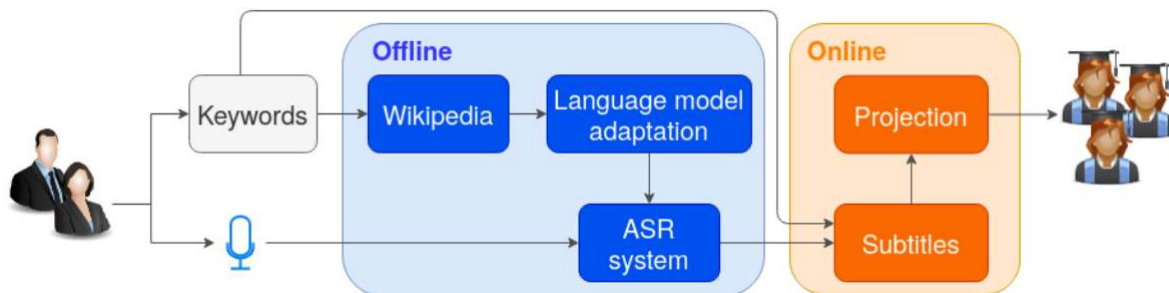 Offline
Online
Keywords
Wikipedia
Language model
adaptation
Projection
ASR
system
Subtitles